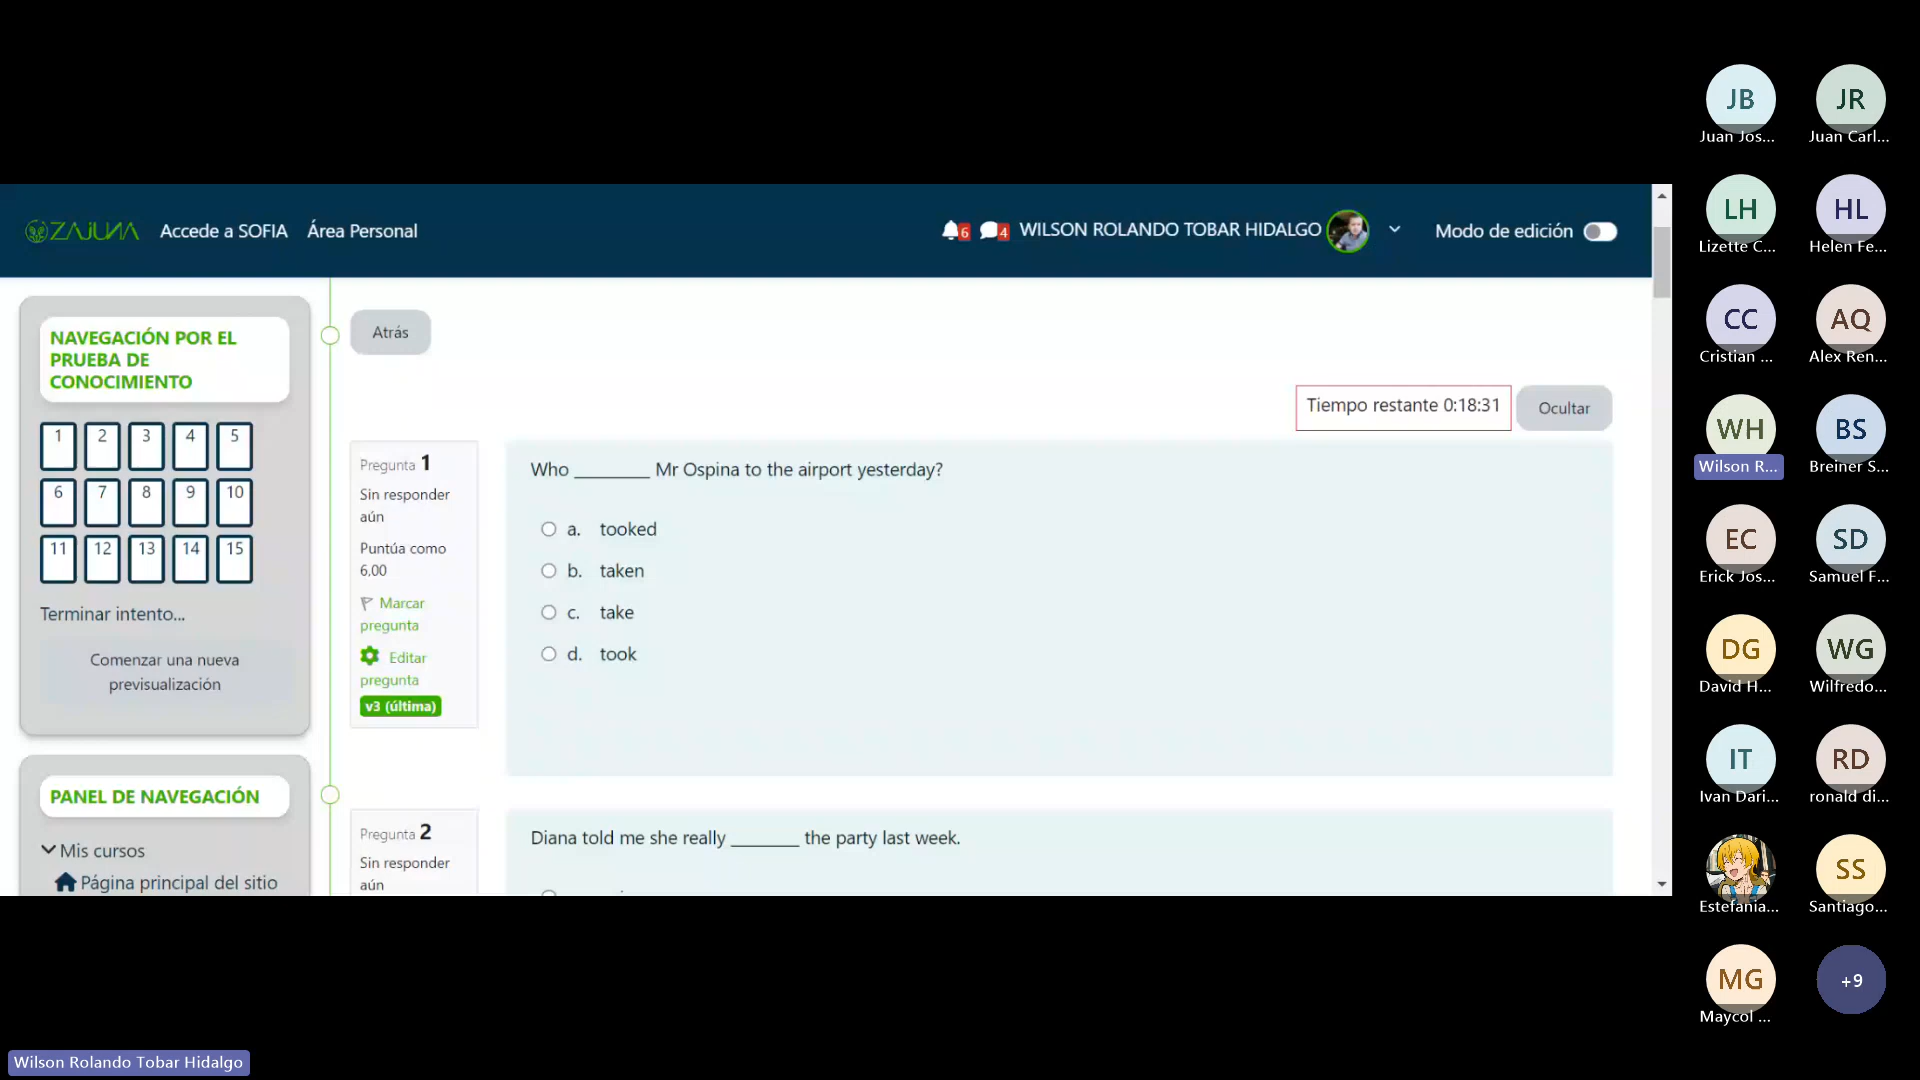 ZAJUNA Accede a SOFIA Área Personal 6 4 WILSON ROLANDO TOBAR HIDALGO Modo de edición
NAVEGACIÓN POR EL
PRUEBA DE
CONOCIMIENTO
1 2 3 4 5
6 7 8 9 10
11 12 13 14 15
Terminar intento...
Comenzar una nueva
previsualización
PANEL DE NAVEGACIÓN
Mis cursos
Página principal del sitio
Atrás
Tiempo restante 0:18:31
Ocultar
Pregunta 1
Sin responder
aún
Puntúa como
6,00
Marcar
pregunta
Editar
pregunta
v3 (última)
Who ________ Mr Ospina to the airport yesterday?
a. tooked
b. taken
c. take
d. took
Pregunta 2
Sin responder
aún
Diana told me she really _______ the party last week.
JB JR
Juan Jos... Juan Carl...
LH HL
Lizette C... Helen Fe...
CC AQ
Cristian ... Alex Ren...
WH BS
Wilson R... Breiner S...
EC SD
Erick Jos... Samuel F...
DG WG
David H... Wilfredo...
IT RD
Ivan Dari... ronald di...
SS
Estefania... Santiago...
MG +9
Maycol ...
Wilson Rolando Tobar Hidalgo